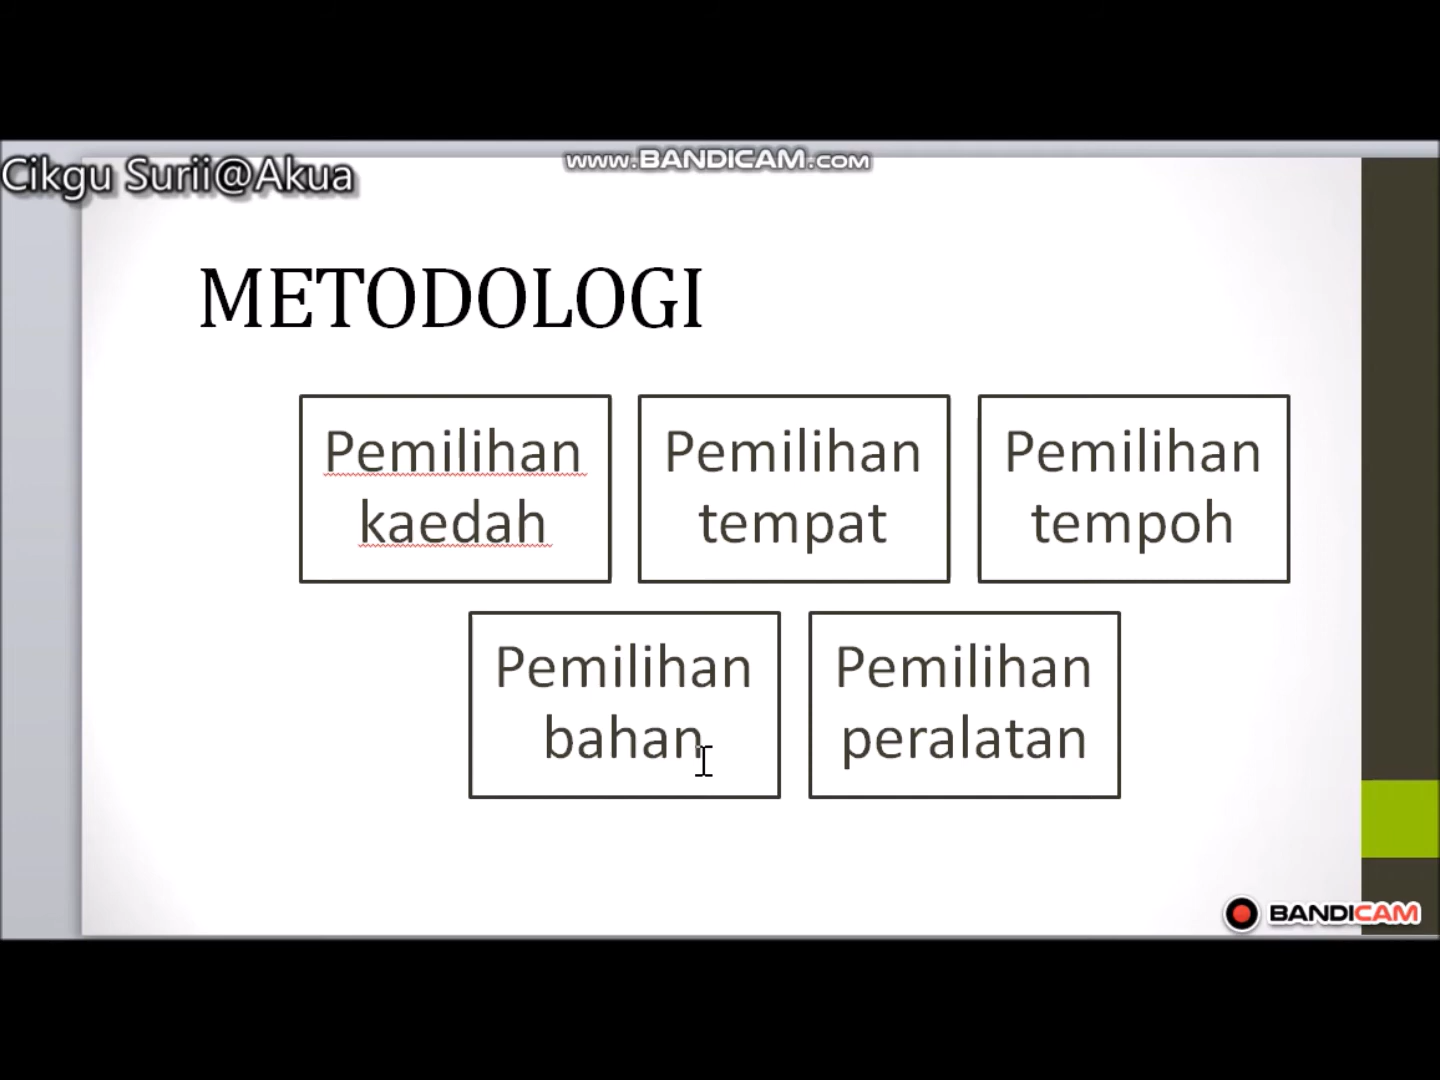 www.BANDICAM.com
Cikgu Surii@Akua
METODOLOGI
Pemilihan
kaedah
Pemilihan
tempat
Pemilihan
tempoh
Pemilihan
bahan
Pemilihan
peralatan
BANDICAM